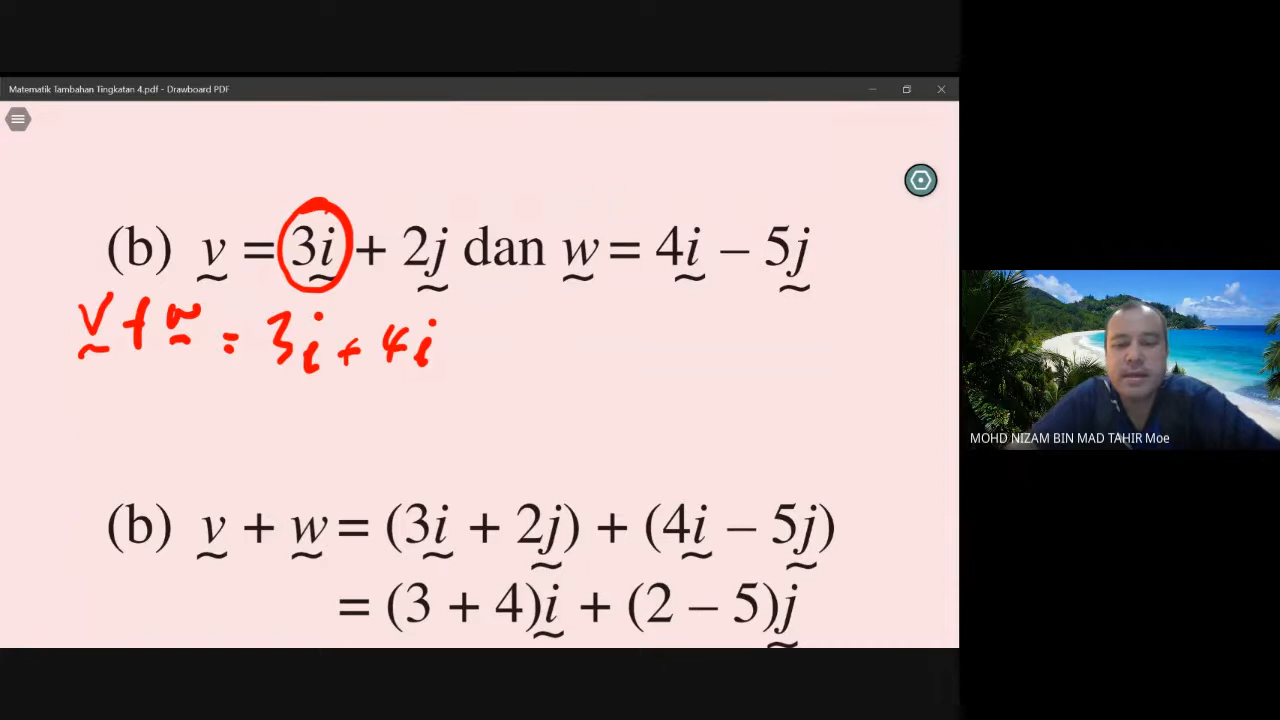 Matematik Tambahan Tingkatan 4.pdf - Drawboard PDF
(b) v = 3i + 2j dan w = 4i – 5j
v + w = 3i + 4i
MOHD NIZAM BIN MAD TAHIR Moe
(b) v + w = (3i + 2j) + (4i – 5j)
= (3 + 4)i + (2 – 5)j